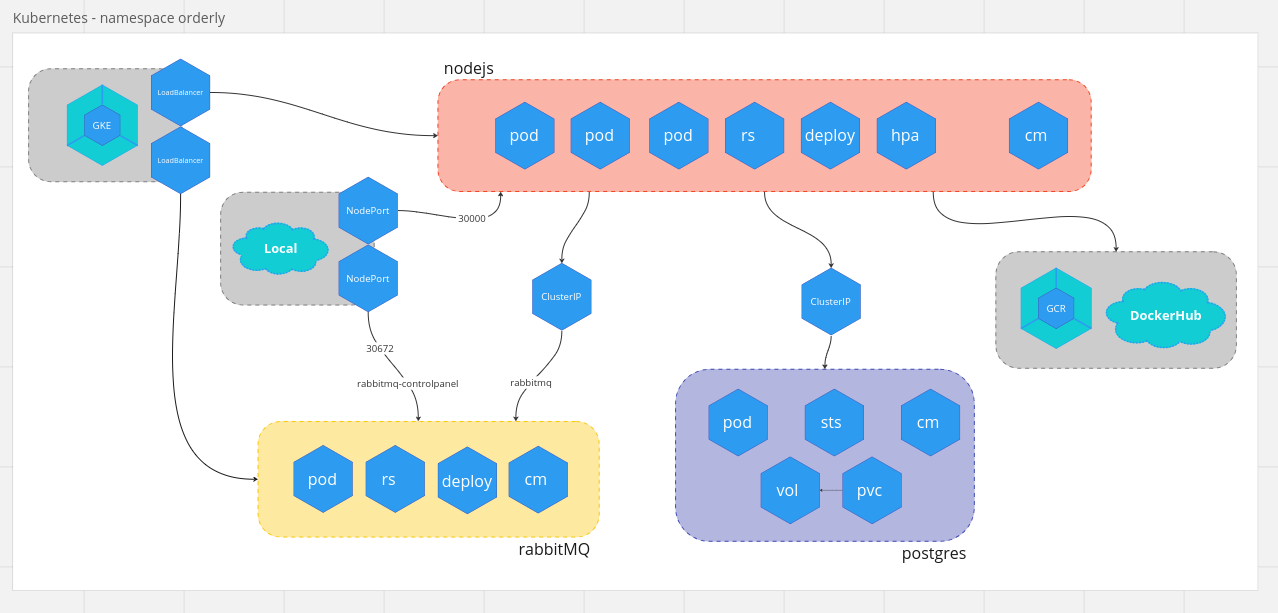 Kubernetes - namespace orderly
nodejs
LoadBalancer
GKE
LoadBalancer
pod
pod
pod
rs
deploy
hpa
cm
NodePort
30000
Local
NodePort
ClusterIP
ClusterIP
GCR
DockerHub
30672
rabbitmq-controlpanel
rabbitmq
pod
sts
cm
vol
pvc
pod
rs
deploy
cm
rabbitMQ
postgres